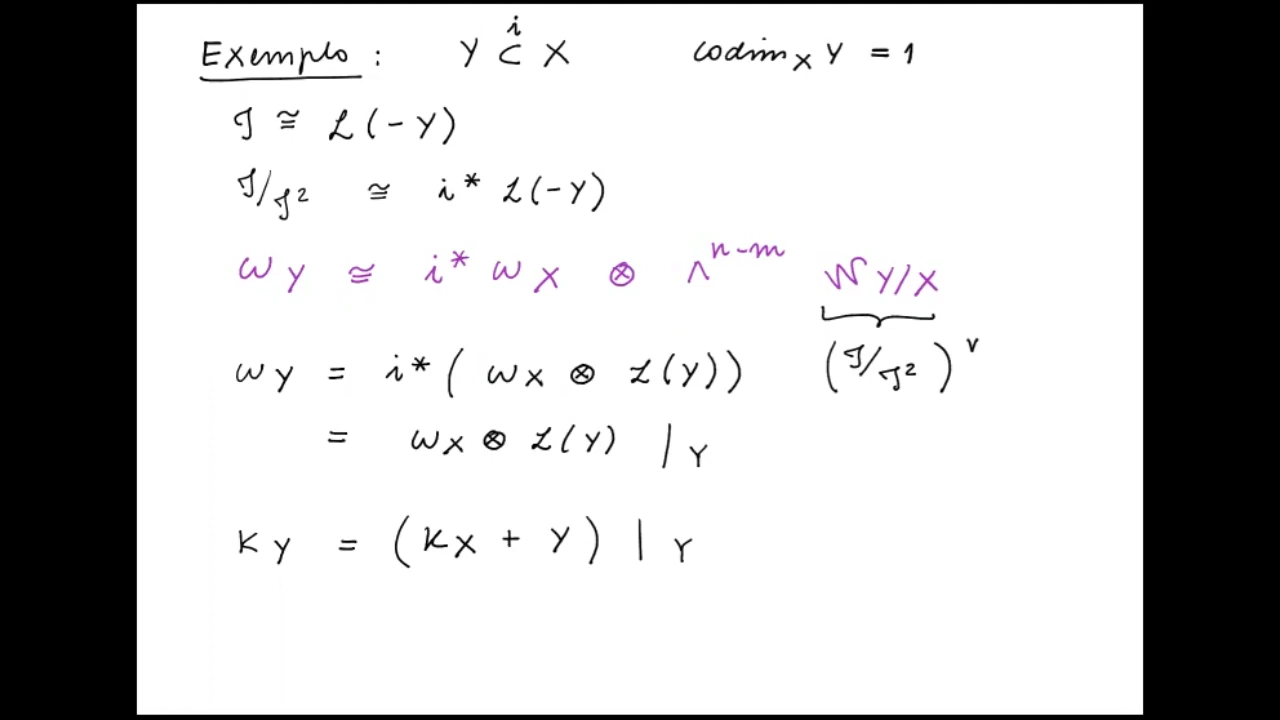 Exemplo : Y ⊂ⁱ X codim_X Y = 1
𝒥 ≅ ℒ(-Y)
𝒥/𝒥² ≅ i* ℒ(-Y)
ω_Y ≅ i* ω_X ⊗ Λ^{n-m} 𝒩_{Y/X}
ω_Y = i*( ω_X ⊗ ℒ(Y)) (𝒥/𝒥²)^∨
= ω_X ⊗ ℒ(Y) |_Y
K_Y = (K_X + Y) |_Y